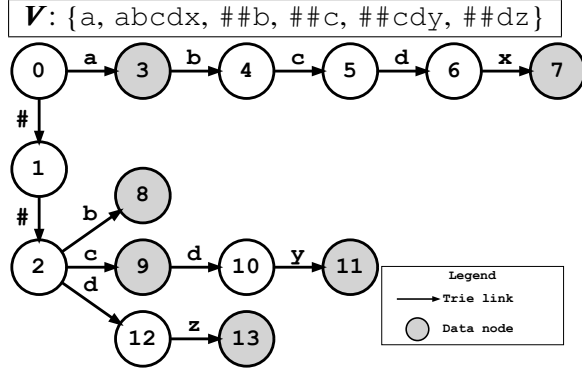 V: {a, abcdx, ##b, ##c, ##cdy, ##dz}
0 a 3 b 4 c 5 d 6 x 7
#
1
#
b 8
2 c 9 d 10 y 11
d
12 z 13
Legend
Trie link
Data node